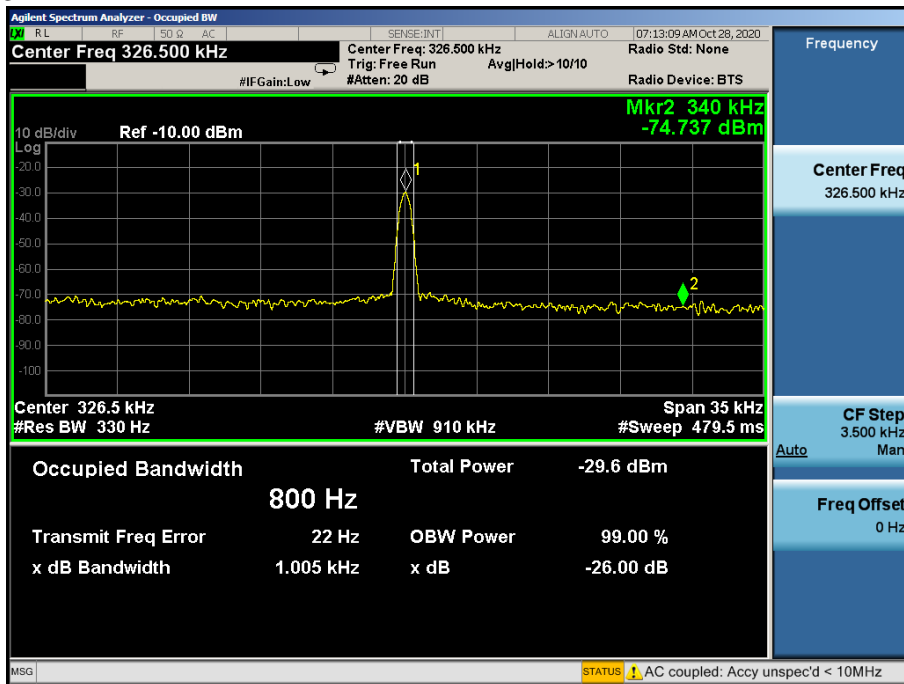 Agilent Spectrum Analyzer - Occupied BW
LXI RL RF 50 Ω AC SENSE:INT ALIGN AUTO 07:13:09 AM Oct 28, 2020
Center Freq 326.500 kHz Center Freq: 326.500 kHz Radio Std: None Frequency
Trig: Free Run Avg|Hold:>10/10
#IFGain:Low #Atten: 20 dB Radio Device: BTS
Mkr2 340 kHz
10 dB/div Ref -10.00 dBm -74.737 dBm
Log
-20.0
1
Center Freq
326.500 kHz
-30.0
-40.0
-50.0
-60.0
2
-70.0
-80.0
-90.0
-100
Center 326.5 kHz Span 35 kHz
#Res BW 330 Hz #VBW 910 kHz #Sweep 479.5 ms
CF Step
3.500 kHz
Auto Man
Occupied Bandwidth Total Power -29.6 dBm
800 Hz
Freq Offset
0 Hz
Transmit Freq Error 22 Hz OBW Power 99.00 %
x dB Bandwidth 1.005 kHz x dB -26.00 dB
MSG STATUS AC coupled: Accy unspec'd < 10MHz